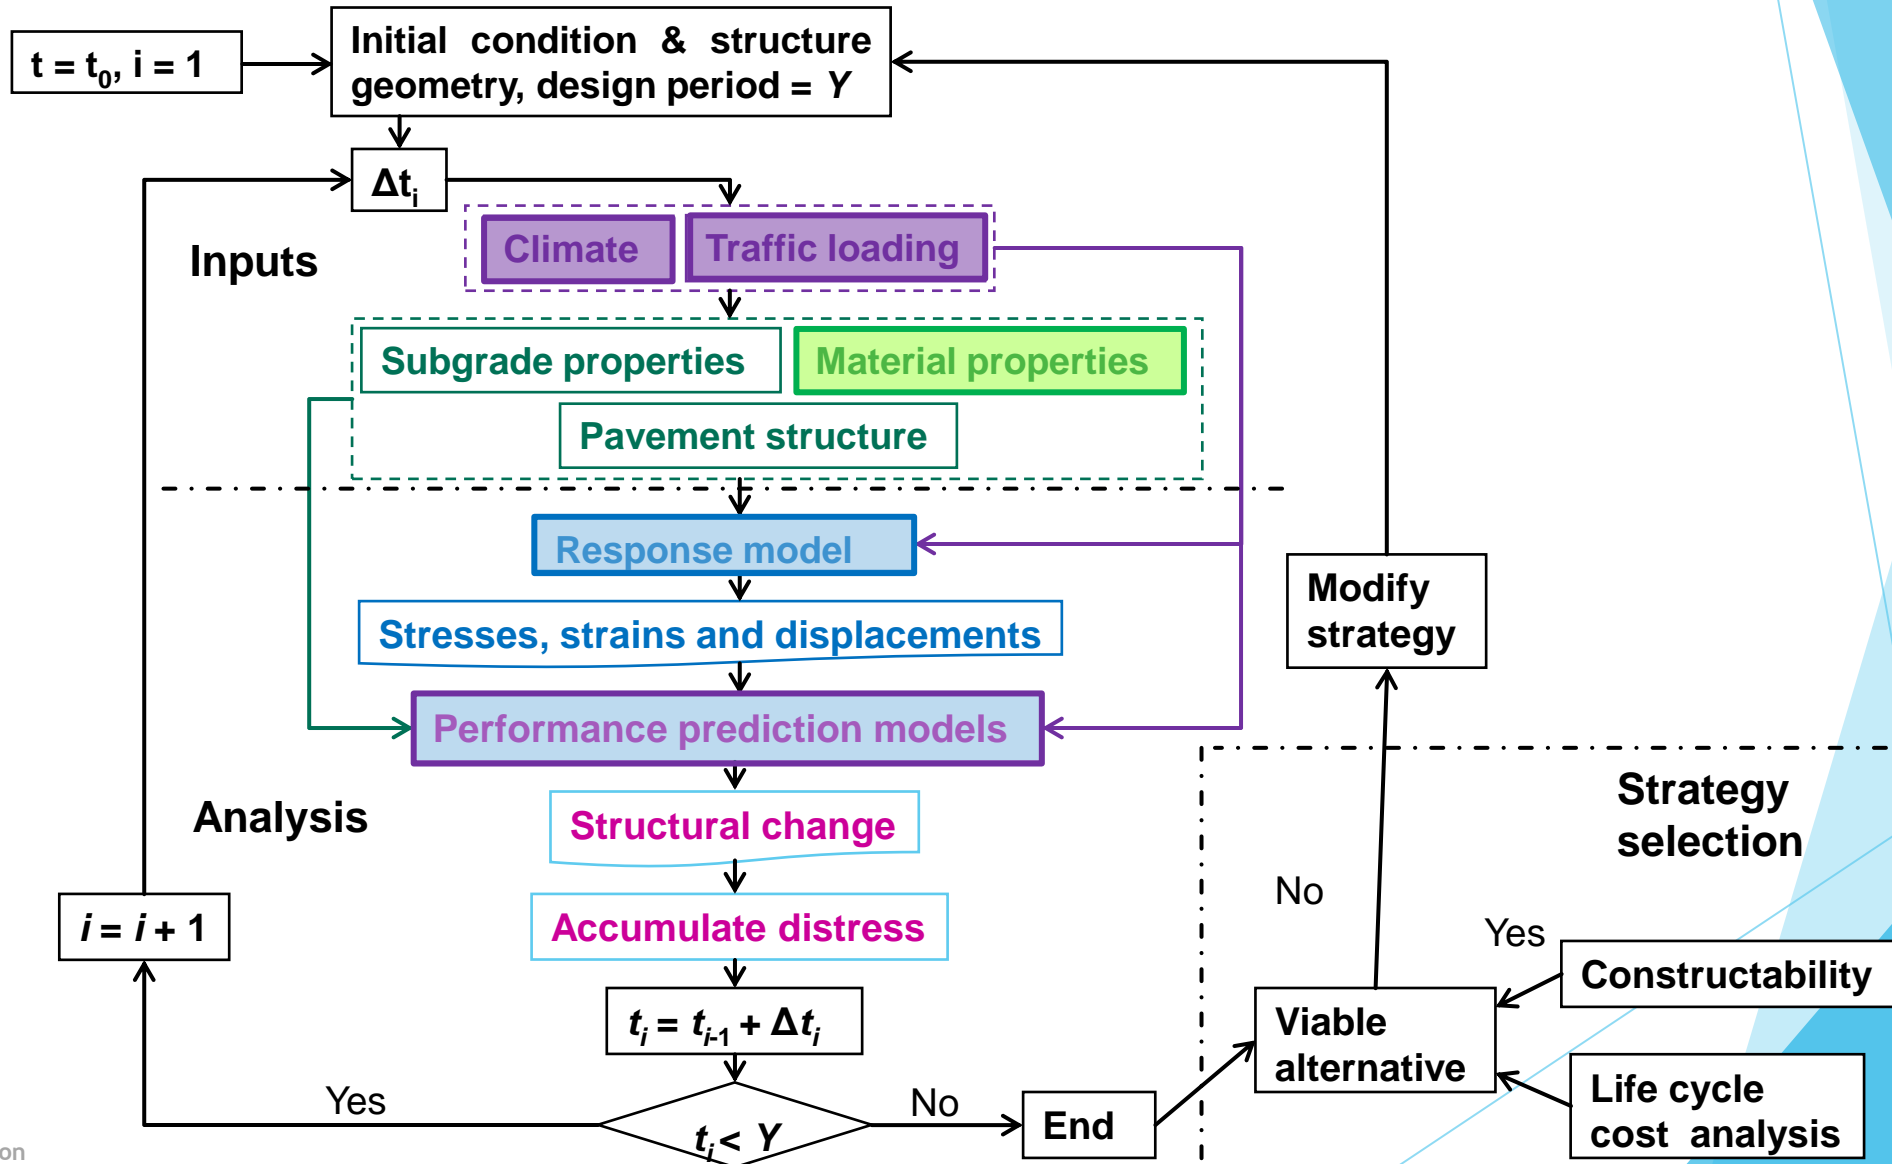 t = t0, i = 1
Initial condition & structure
geometry, design period = Y
Δti
Inputs
Climate
Traffic loading
Subgrade properties
Material properties
Pavement structure
Response model
Stresses, strains and displacements
Performance prediction models
Analysis
Structural change
Accumulate distress
i = i + 1
ti = ti-1 + Δti
Yes
ti < Y
No
End
Modify
strategy
Strategy
selection
No
Yes
Constructability
Viable
alternative
Life cycle
cost analysis
on